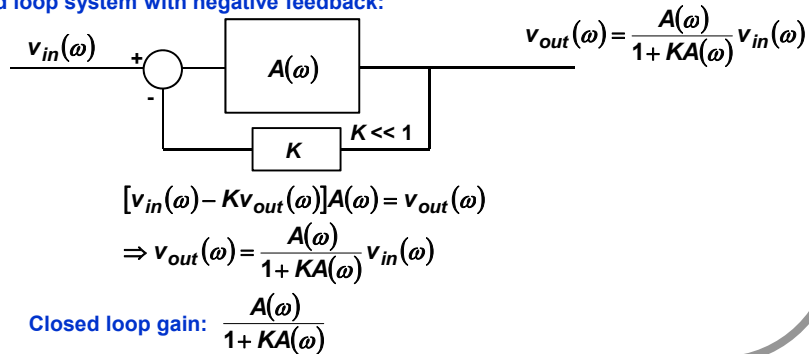 d loop system with negative feedback:
v_in(ω) + - A(ω) v_out(ω) = A(ω) / (1 + KA(ω)) v_in(ω)
K K << 1
[v_in(ω) – Kv_out(ω)]A(ω) = v_out(ω)
⇒ v_out(ω) = A(ω) / (1 + KA(ω)) v_in(ω)
Closed loop gain: A(ω) / (1 + KA(ω))